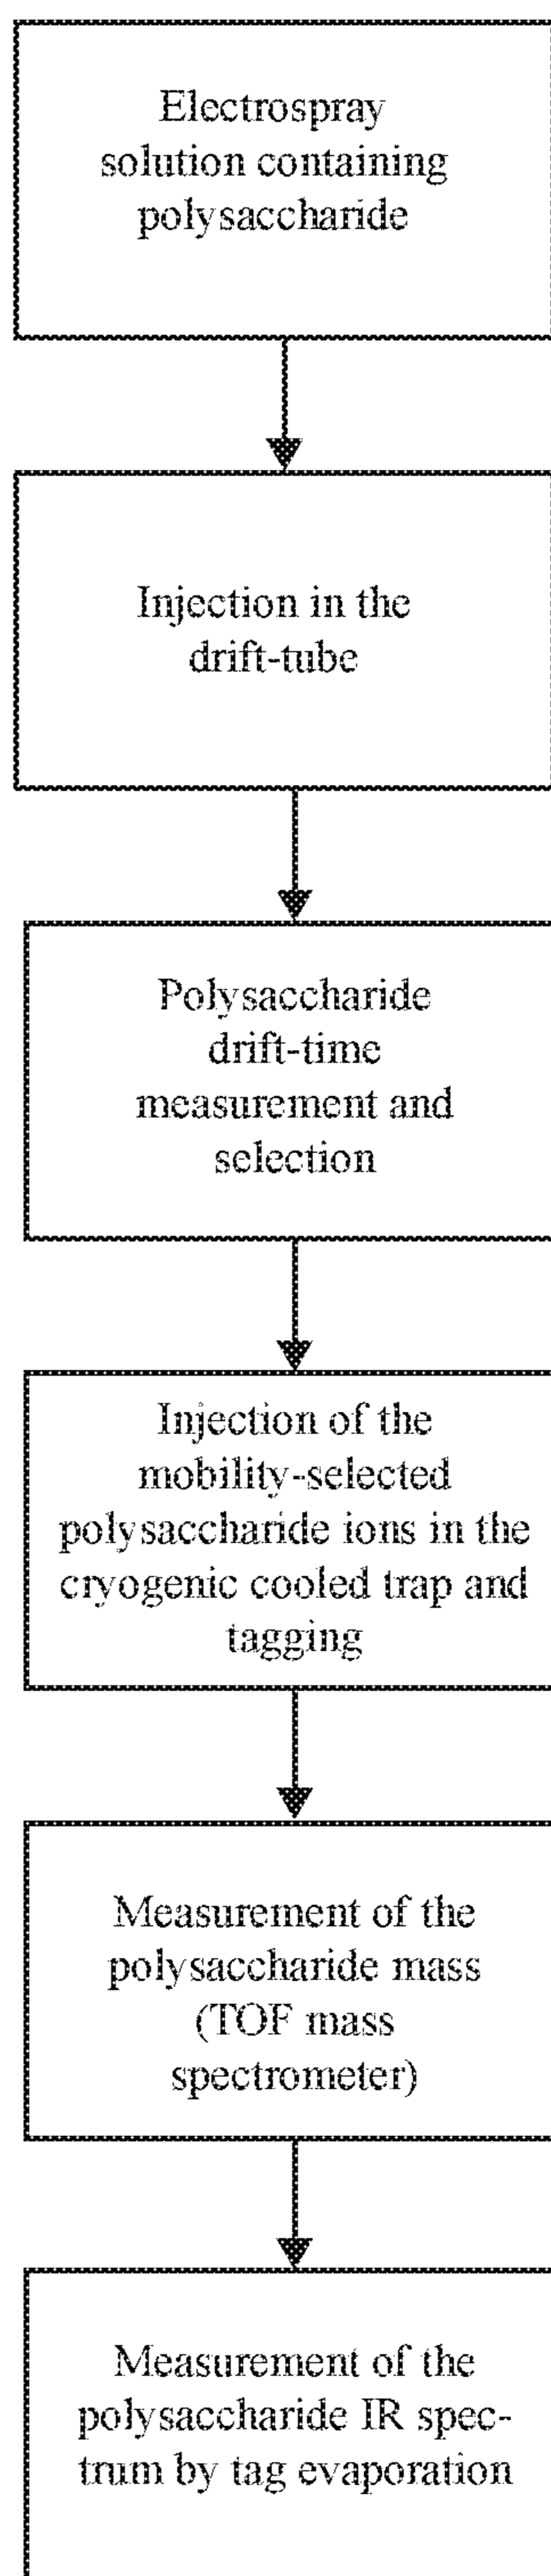 Electrospray
solution containing
polysaccharide
Injection in the
drift-tube
Polysaccharide
drift-time
measurement and
selection
Injection of the
mobility-selected
polysaccharide ions in the
cryogenic cooled trap and
tagging
Measurement of the
polysaccharide mass
(TOF mass
spectrometer)
Measurement of the
polysaccharide IR spec-
trum by tag evaporation